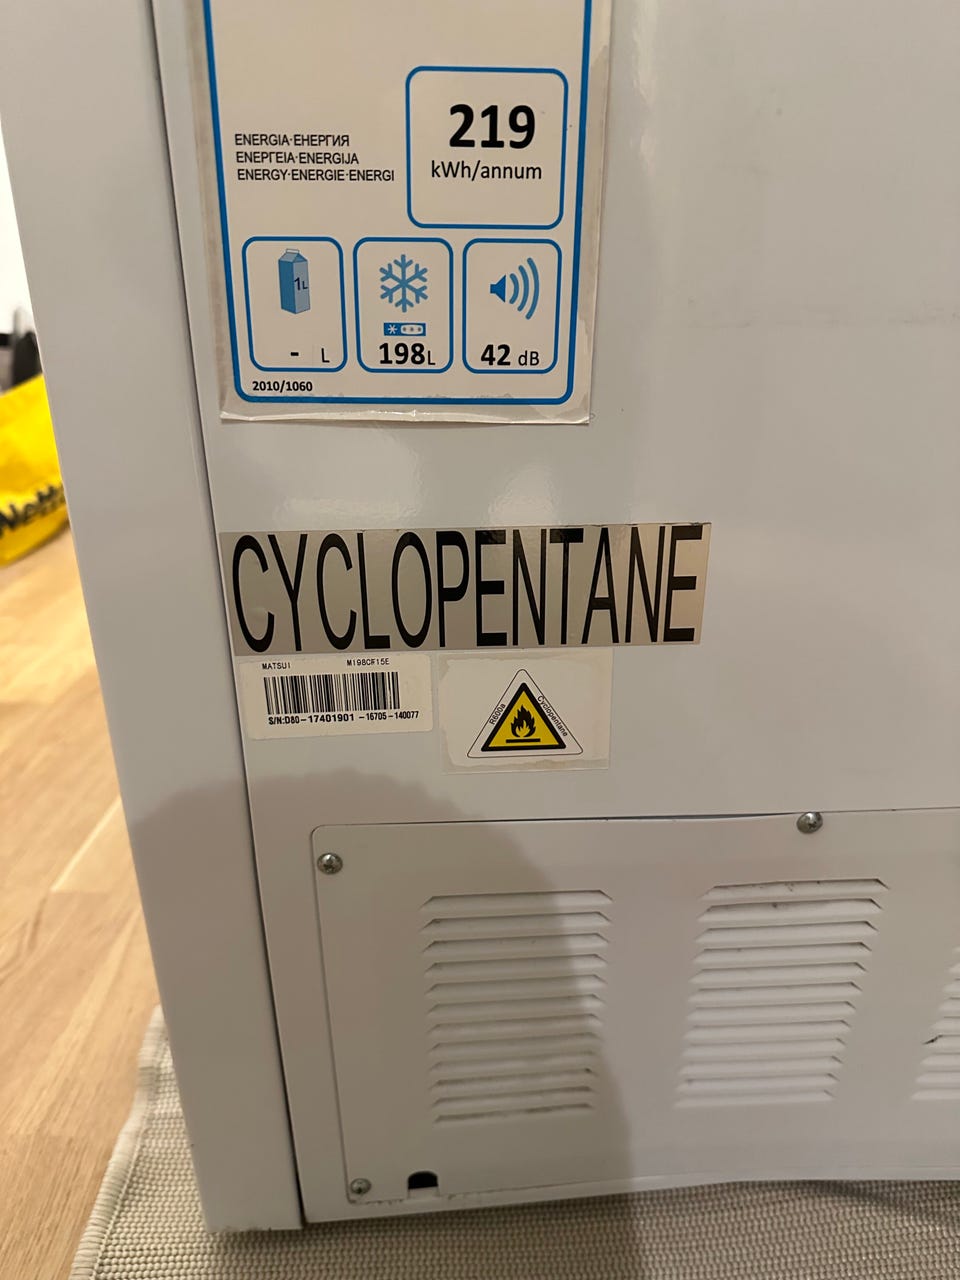 219
kWh/annum
ENERGIA·ЕНЕРГИЯ
ΕΝΕΡΓΕΙΑ·ENERGIJA
ENERGY·ENERGIE·ENERGI
1L
- L
198L
42 dB
2010/1060
CYCLOPENTANE
MATSUI M198CF15E
S/N:D80-17401901-16705-140077
R600a
Cyclopentane